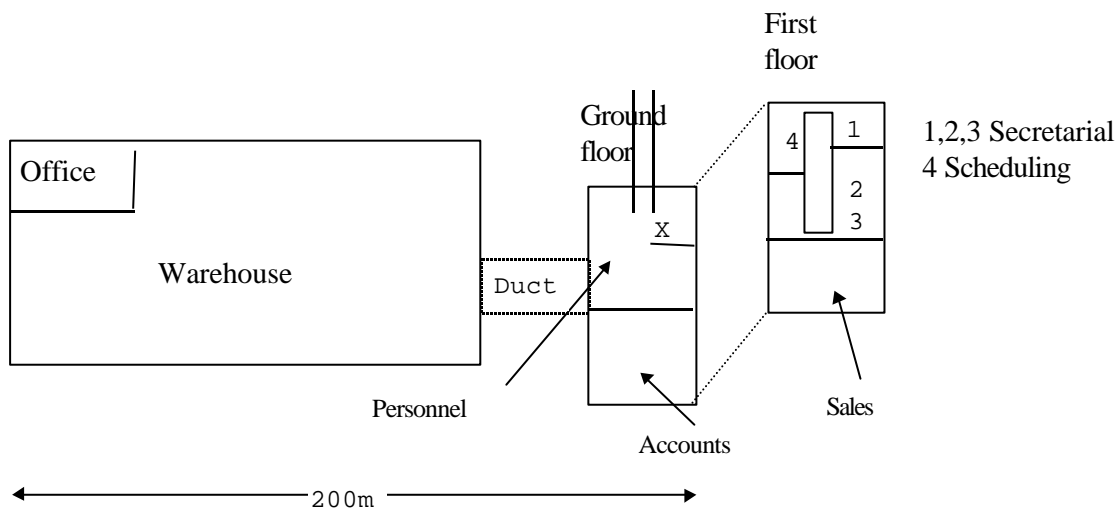 First
floor
Ground
floor
1,2,3 Secretarial
4 Scheduling
4
1
2
3
Office
X
Warehouse
Duct
Personnel
Sales
Accounts
200m